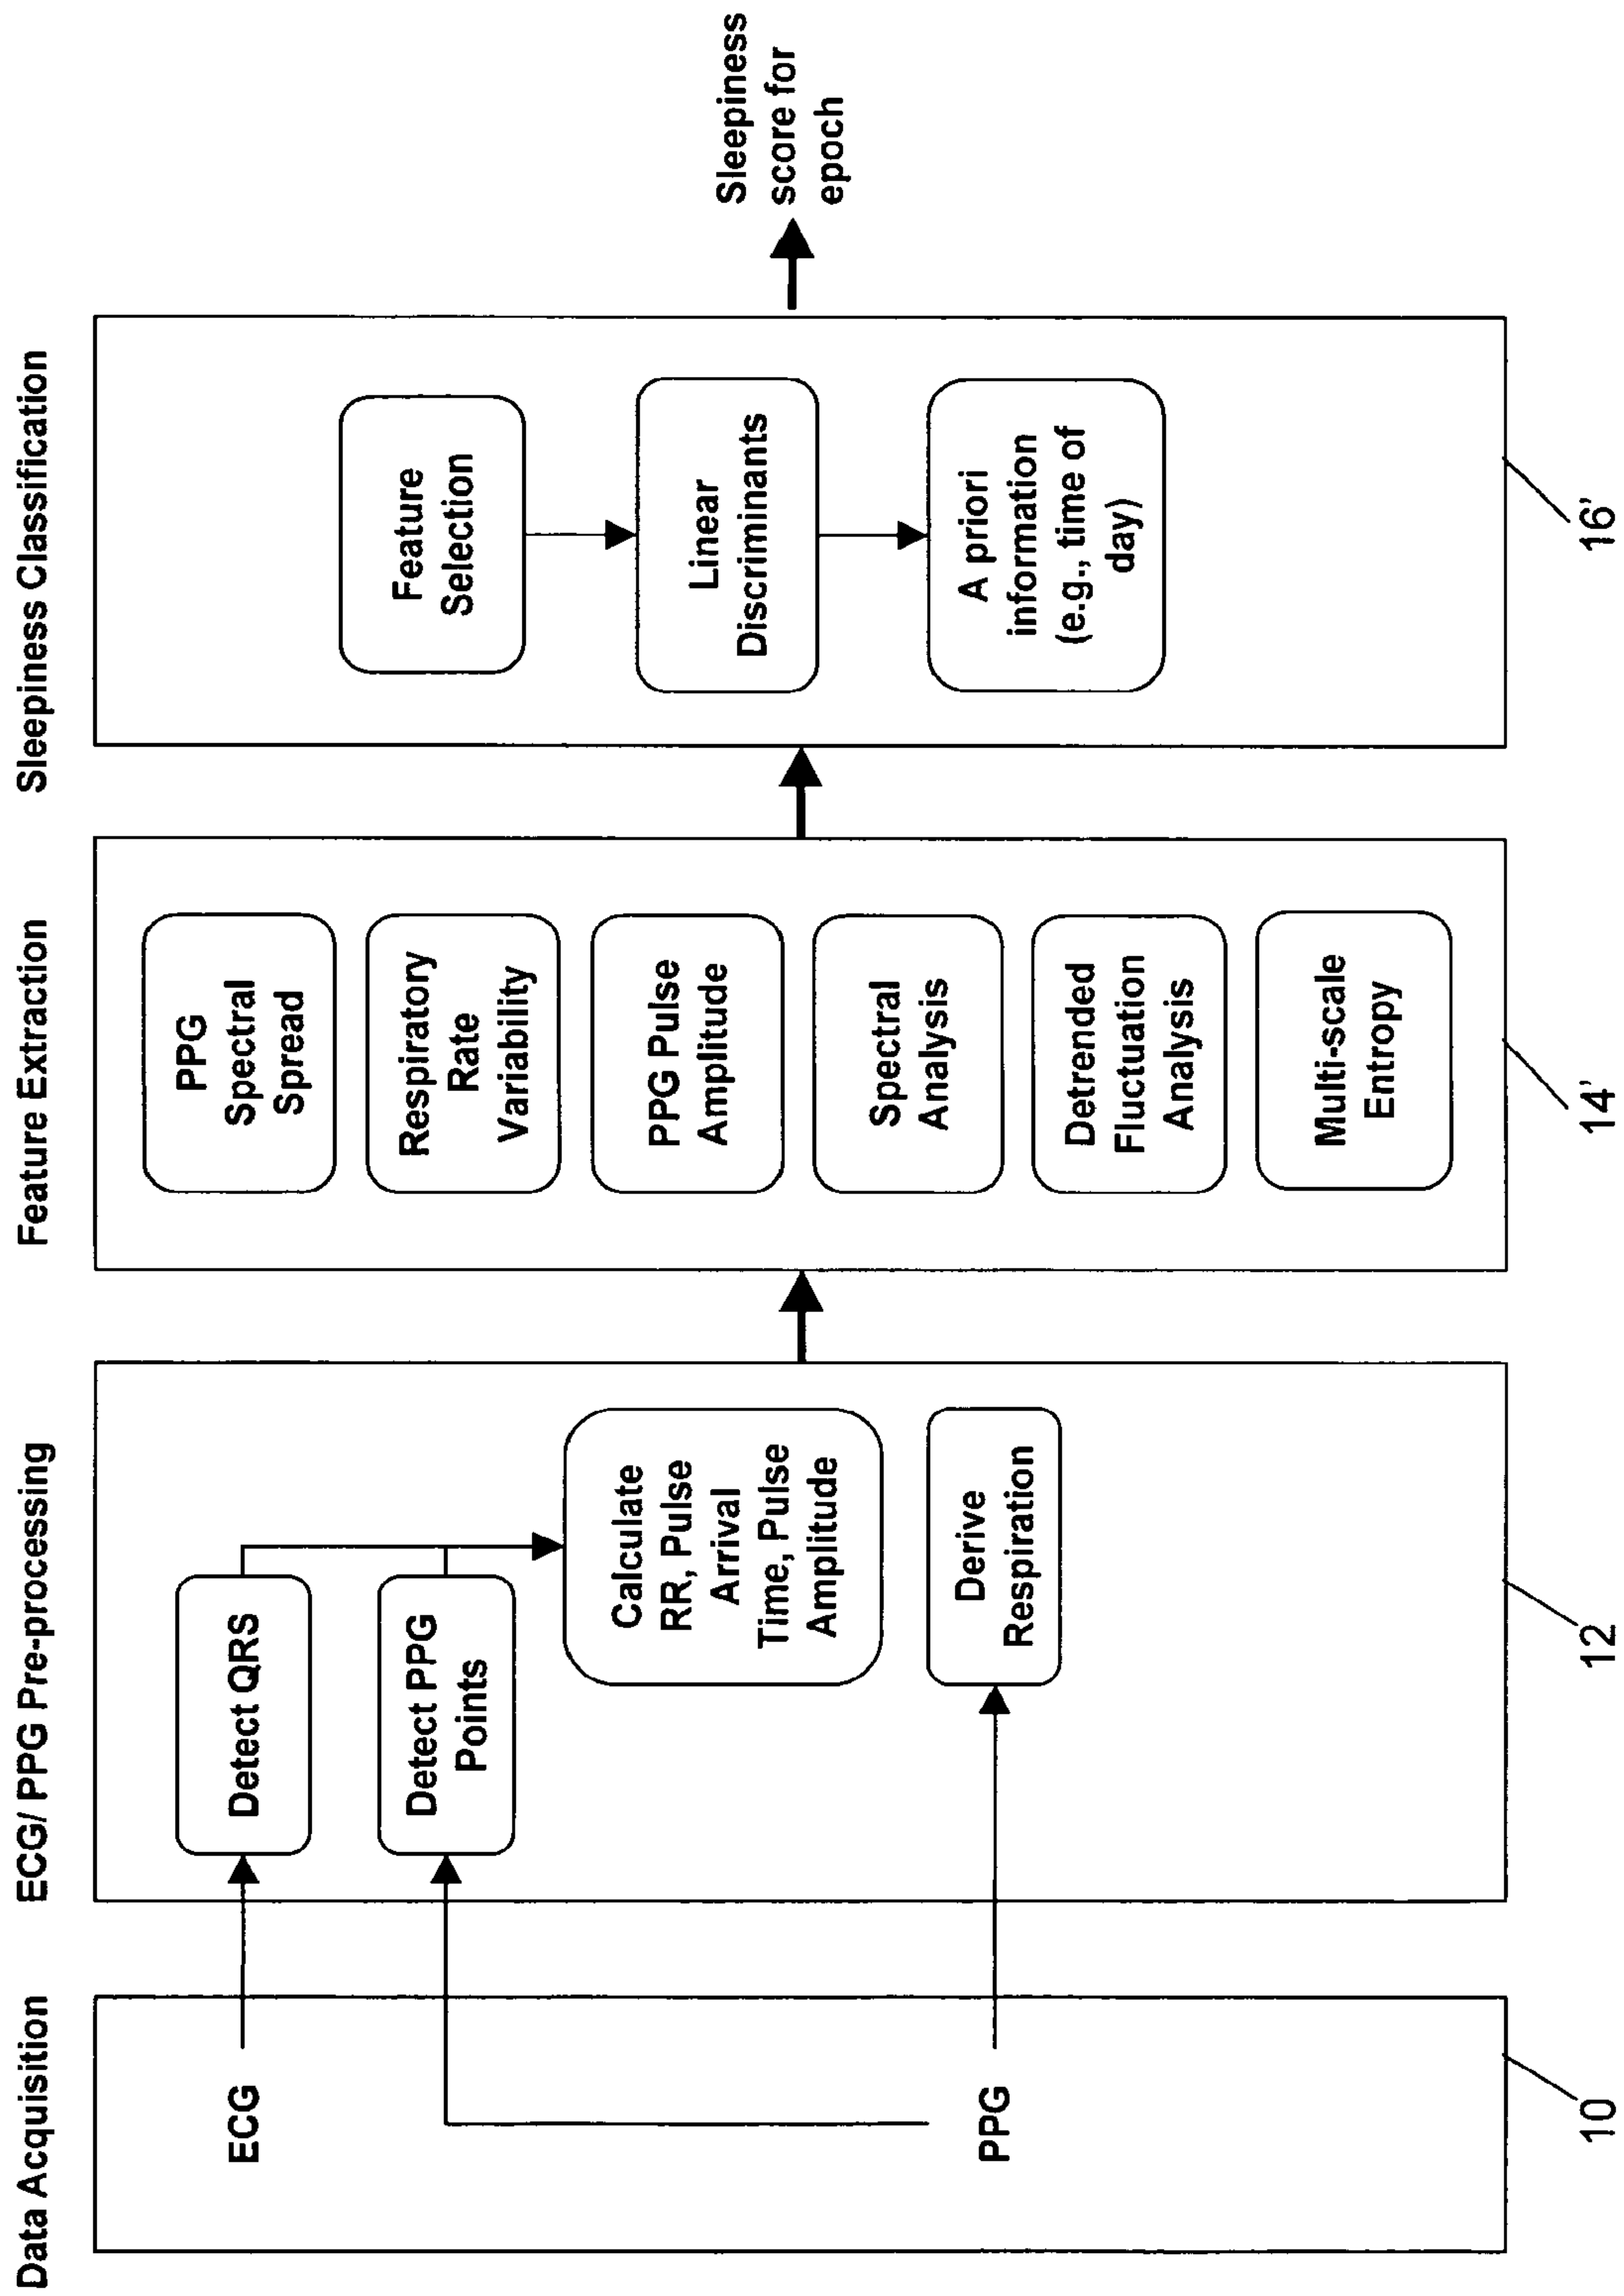 Data Acquisition
ECG
PPG
10
ECG/ PPG Pre-processing
Detect QRS
Detect PPG
Points
Calculate
RR, Pulse
Arrival
Time, Pulse
Amplitude
Derive
Respiration
12
Feature Extraction
PPG
Spectral
Spread
Respiratory
Rate
Variability
PPG Pulse
Amplitude
Spectral
Analysis
Detrended
Fluctuation
Analysis
Multi-scale
Entropy
14'
Sleepiness Classification
Feature
Selection
Linear
Discriminants
A priori
information
(e.g., time of
day)
16'
Sleepiness
score for
epoch